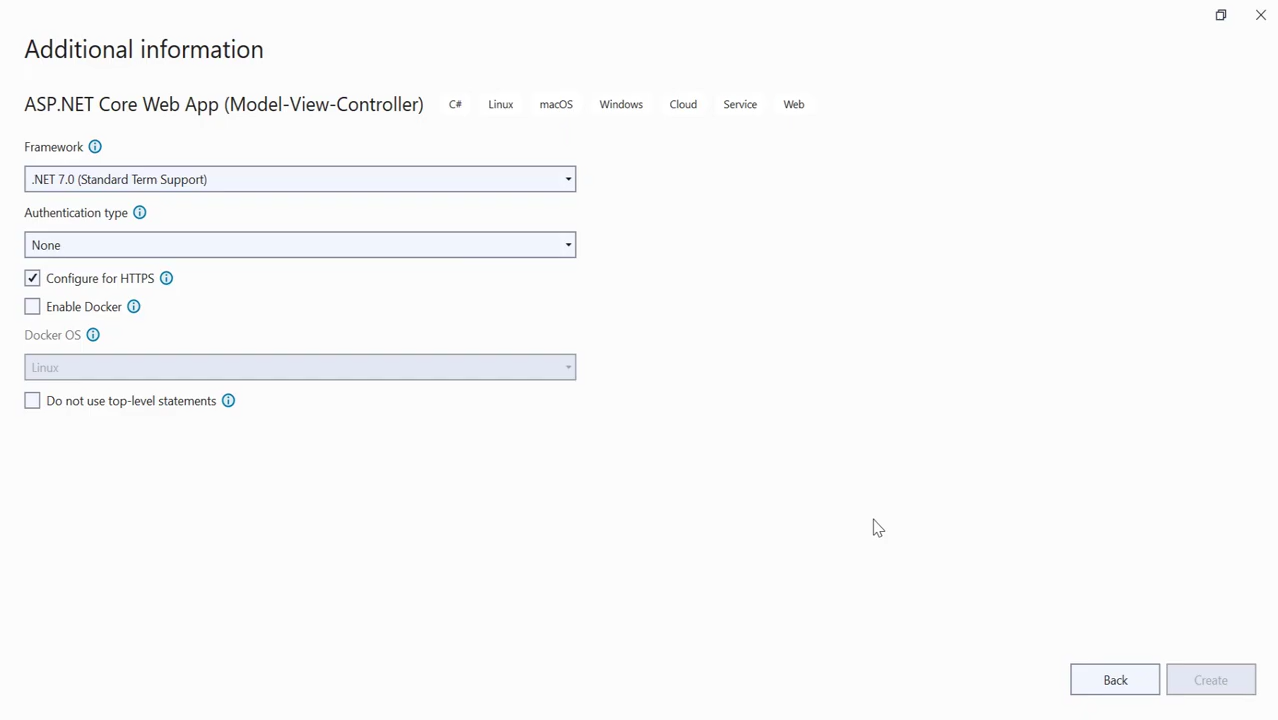 Additional information
ASP.NET Core Web App (Model-View-Controller) C# Linux macOS Windows Cloud Service Web
Framework
.NET 7.0 (Standard Term Support)
Authentication type
None
Configure for HTTPS
Enable Docker
Docker OS
Linux
Do not use top-level statements
Back Create